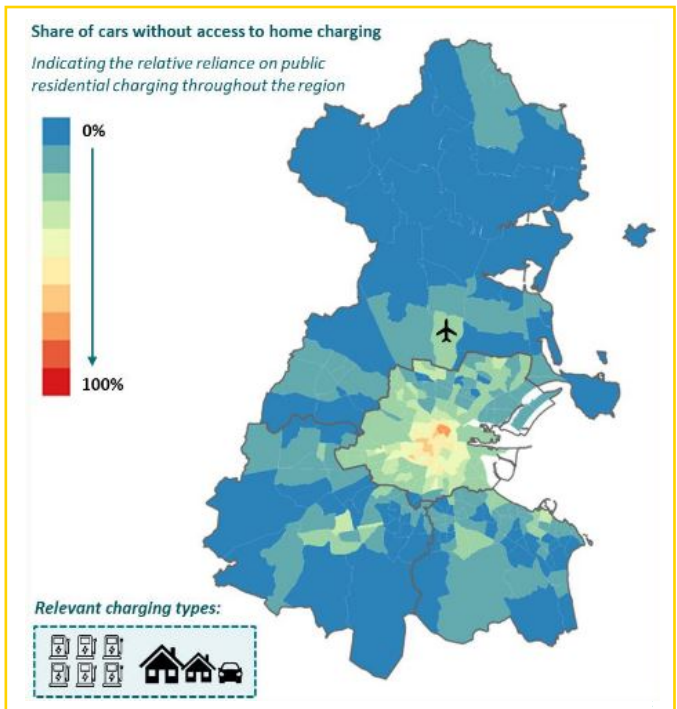 Share of cars without access to home charging
Indicating the relative reliance on public
residential charging throughout the region
0%
100%
Relevant charging types: